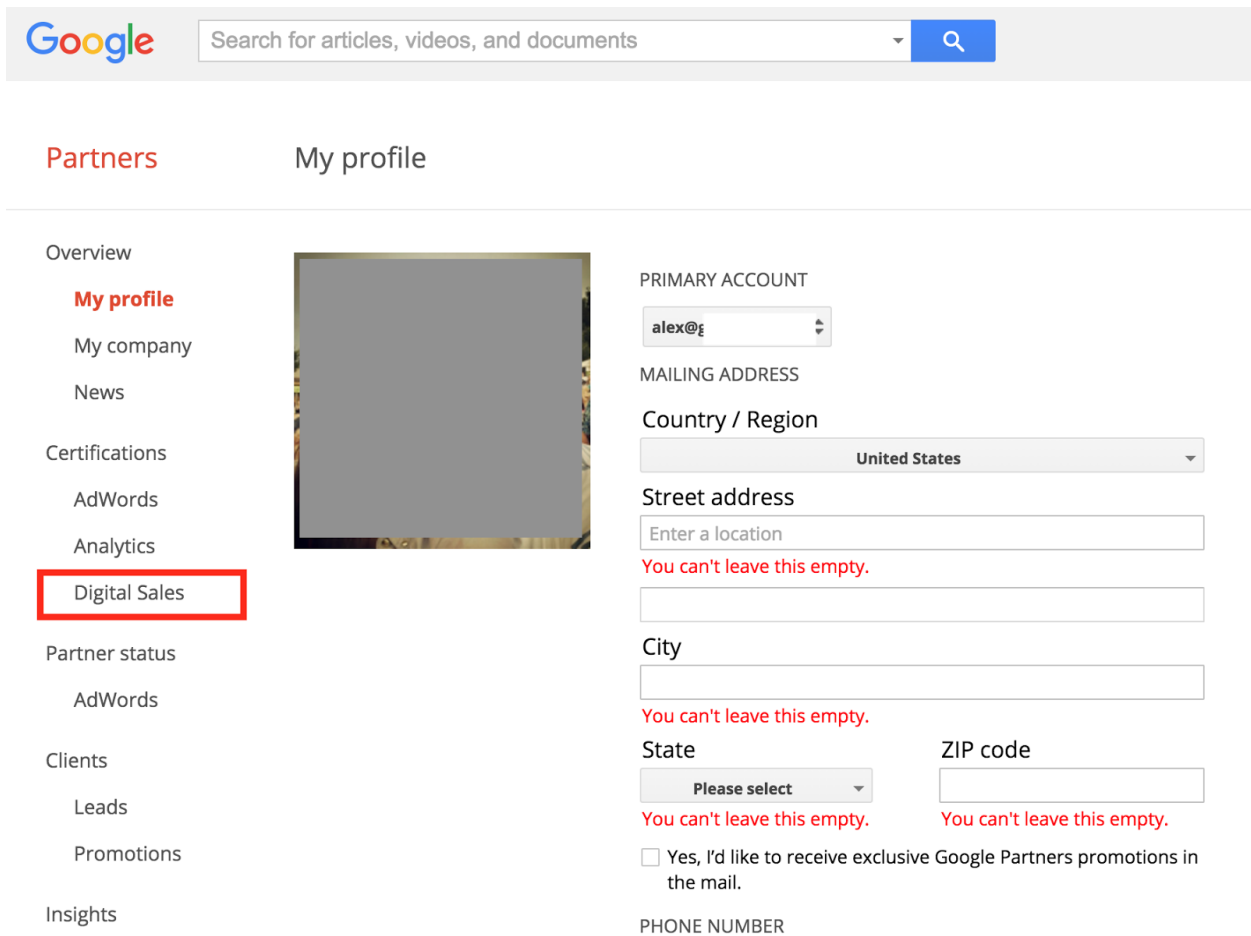 Google
Search for articles, videos, and documents
Partners
My profile
Overview
My profile
My company
News
Certifications
AdWords
Analytics
Digital Sales
Partner status
AdWords
Clients
Leads
Promotions
Insights
PRIMARY ACCOUNT
alex@g
MAILING ADDRESS
Country / Region
United States
Street address
Enter a location
You can't leave this empty.
City
You can't leave this empty.
State
ZIP code
Please select
You can't leave this empty.
You can't leave this empty.
Yes, I’d like to receive exclusive Google Partners promotions in
the mail.
PHONE NUMBER